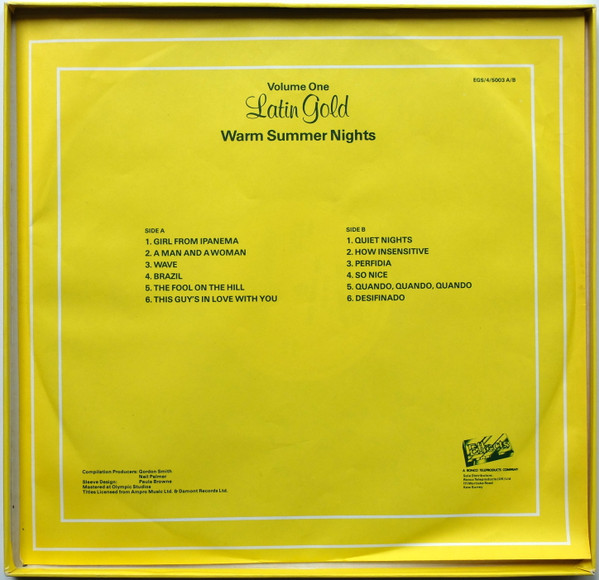 EGS/4/5003 A/B
Volume One
Latin Gold
Warm Summer Nights
SIDE A
1. GIRL FROM IPANEMA
2. A MAN AND A WOMAN
3. WAVE
4. BRAZIL
5. THE FOOL ON THE HILL
6. THIS GUY'S IN LOVE WITH YOU
SIDE B
1. QUIET NIGHTS
2. HOW INSENSITIVE
3. PERFIDIA
4. SO NICE
5. QUANDO, QUANDO, QUANDO
6. DESIFINADO
Compilation Producers: Gordon Smith
Neil Palmer
Sleeve Design: Paula Browne
Mastered at Olympic Studios
Titles Licensed from Ampro Music Ltd. & Damont Records Ltd.
A RONCO TELEPRODUCTS COMPANY